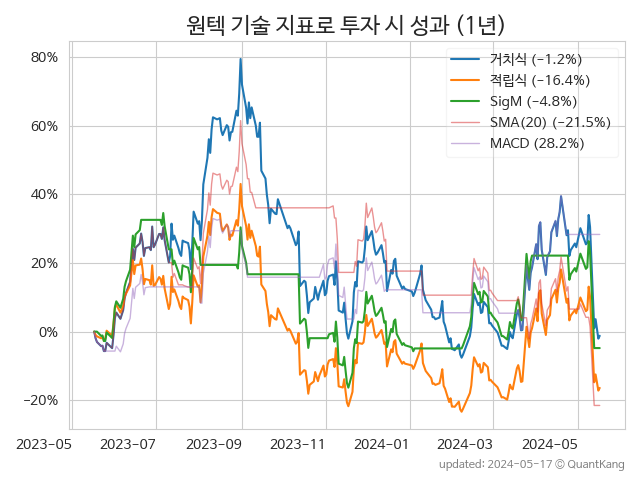 원텍 기술 지표로 투자 시 성과 (1년)
거치식 (−1.2%)
적립식 (−16.4%)
SigM (−4.8%)
SMA(20) (−21.5%)
MACD (28.2%)
80%
60%
40%
20%
0%
−20%
2023−05 2023−07 2023−09 2023−11 2024−01 2024−03 2024−05
updated: 2024-05-17 © QuantKang